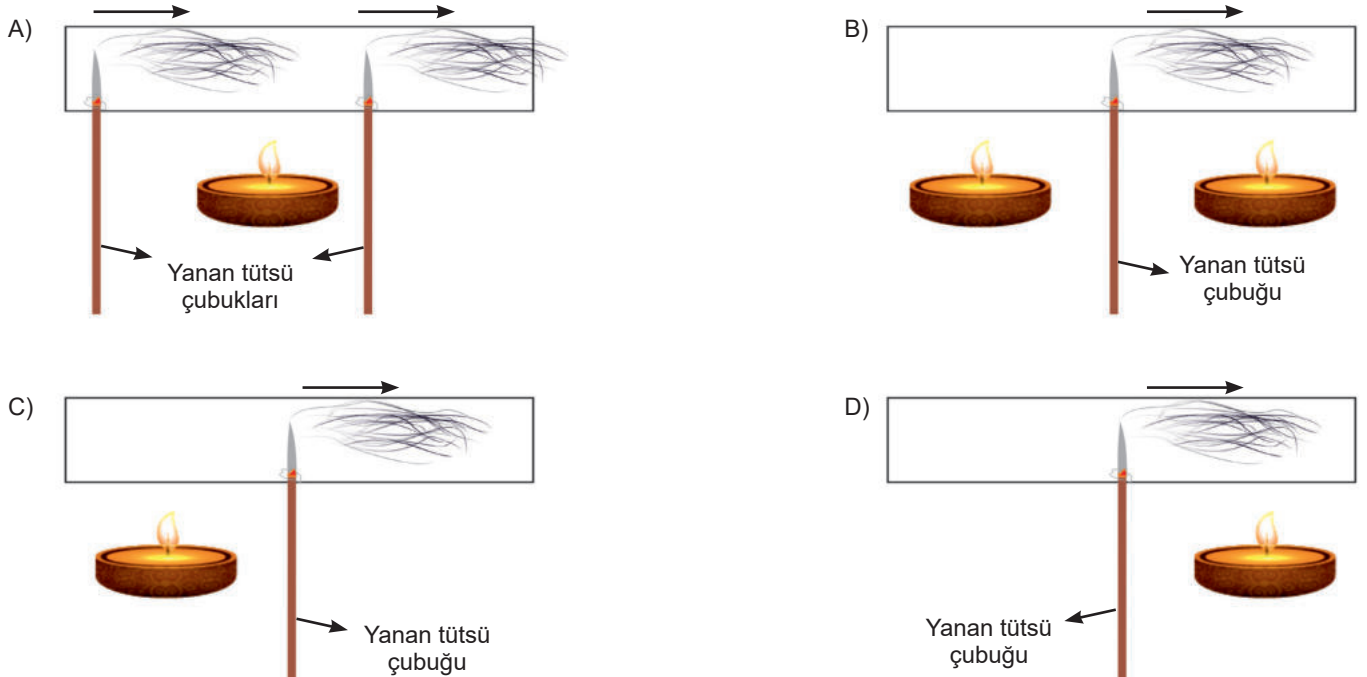 A)
Yanan tütsü
çubukları
B)
Yanan tütsü
çubuğu
C)
Yanan tütsü
çubuğu
D)
Yanan tütsü
çubuğu